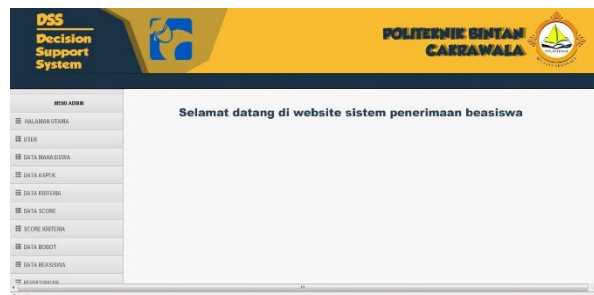 DSS
Decision
Support
System
POLITEKNIK BINTAN
CAKRAWALA
MENU ADMIN
HALAMAN UTAMA
USER
DATA MAHASISWA
DATA ASPEK
DATA KRITERIA
DATA SCORE
SCORE KRITERIA
DATA BOBOT
DATA BEASISWA
PERHITUNGAN
Selamat datang di website sistem penerimaan beasiswa